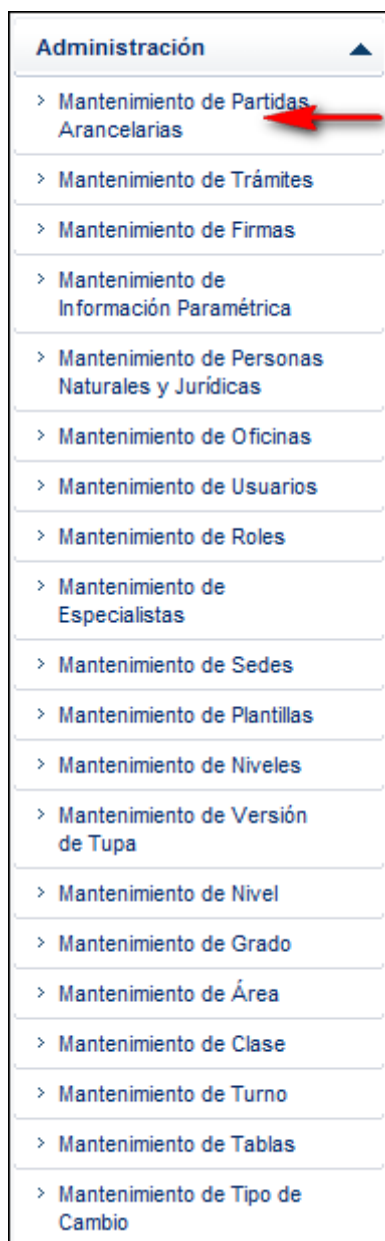 Administración
Mantenimiento de Partidas
Arancelarias
Mantenimiento de Trámites
Mantenimiento de Firmas
Mantenimiento de
Información Paramétrica
Mantenimiento de Personas
Naturales y Jurídicas
Mantenimiento de Oficinas
Mantenimiento de Usuarios
Mantenimiento de Roles
Mantenimiento de
Especialistas
Mantenimiento de Sedes
Mantenimiento de Plantillas
Mantenimiento de Niveles
Mantenimiento de Versión
de Tupa
Mantenimiento de Nivel
Mantenimiento de Grado
Mantenimiento de Área
Mantenimiento de Clase
Mantenimiento de Turno
Mantenimiento de Tablas
Mantenimiento de Tipo de
Cambio